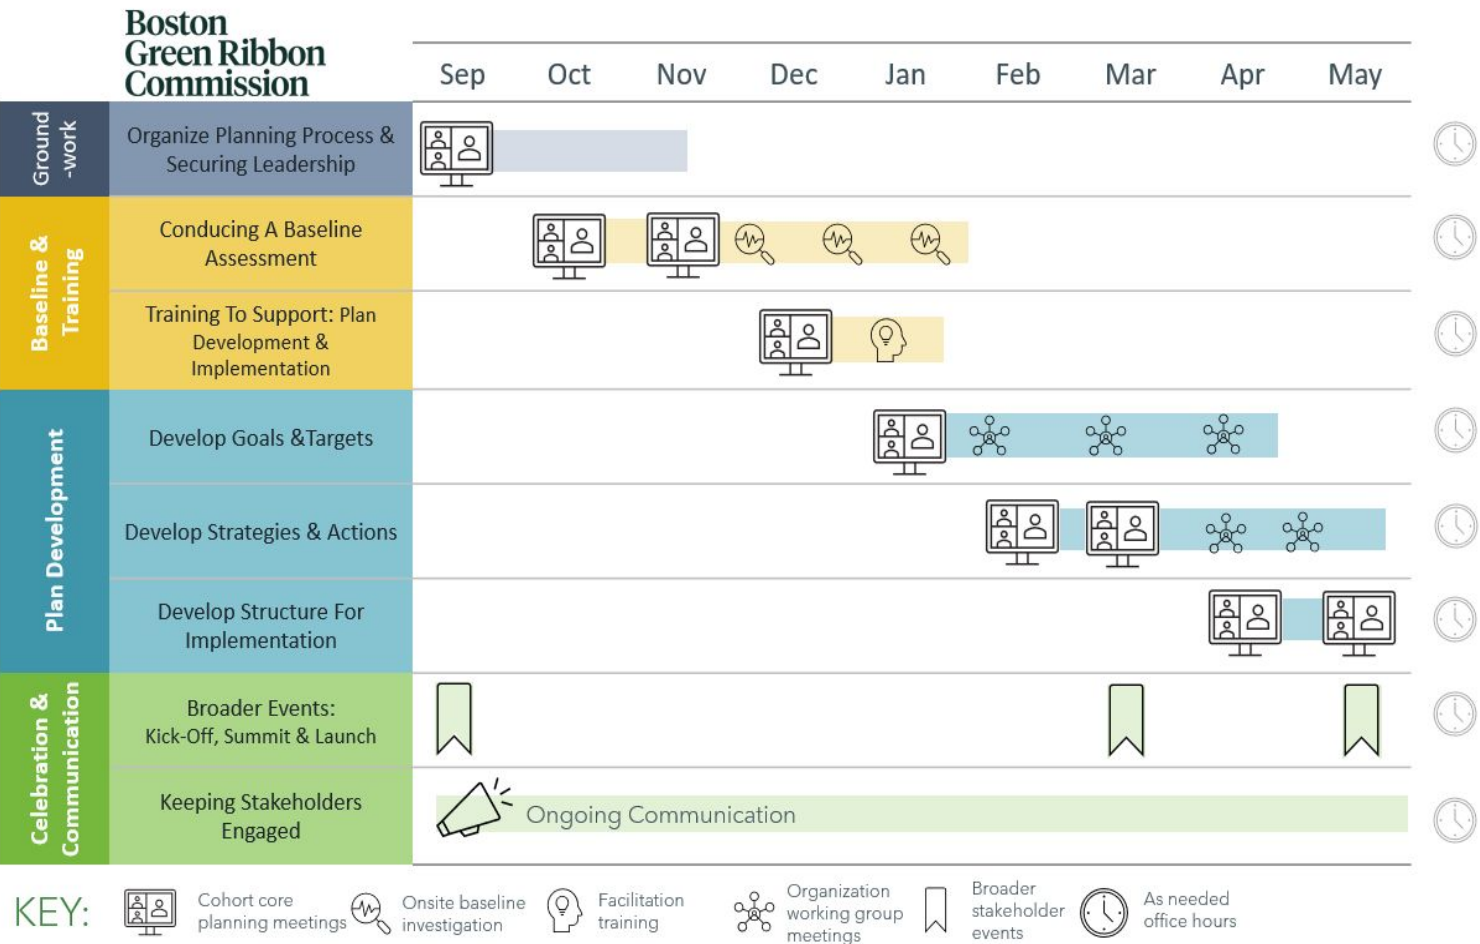 Boston
Green Ribbon
Commission
Sep Oct Nov Dec Jan Feb Mar Apr May
Ground
-work
Organize Planning Process &
Securing Leadership
Baseline &
Training
Conducing A Baseline
Assessment
Training To Support: Plan
Development &
Implementation
Plan Development
Develop Goals &Targets
Develop Strategies & Actions
Develop Structure For
Implementation
Celebration &
Communication
Broader Events:
Kick-Off, Summit & Launch
Keeping Stakeholders
Engaged
Ongoing Communication
KEY:
Cohort core
planning meetings
Onsite baseline
investigation
Facilitation
training
Organization
working group
meetings
Broader
stakeholder
events
As needed
office hours